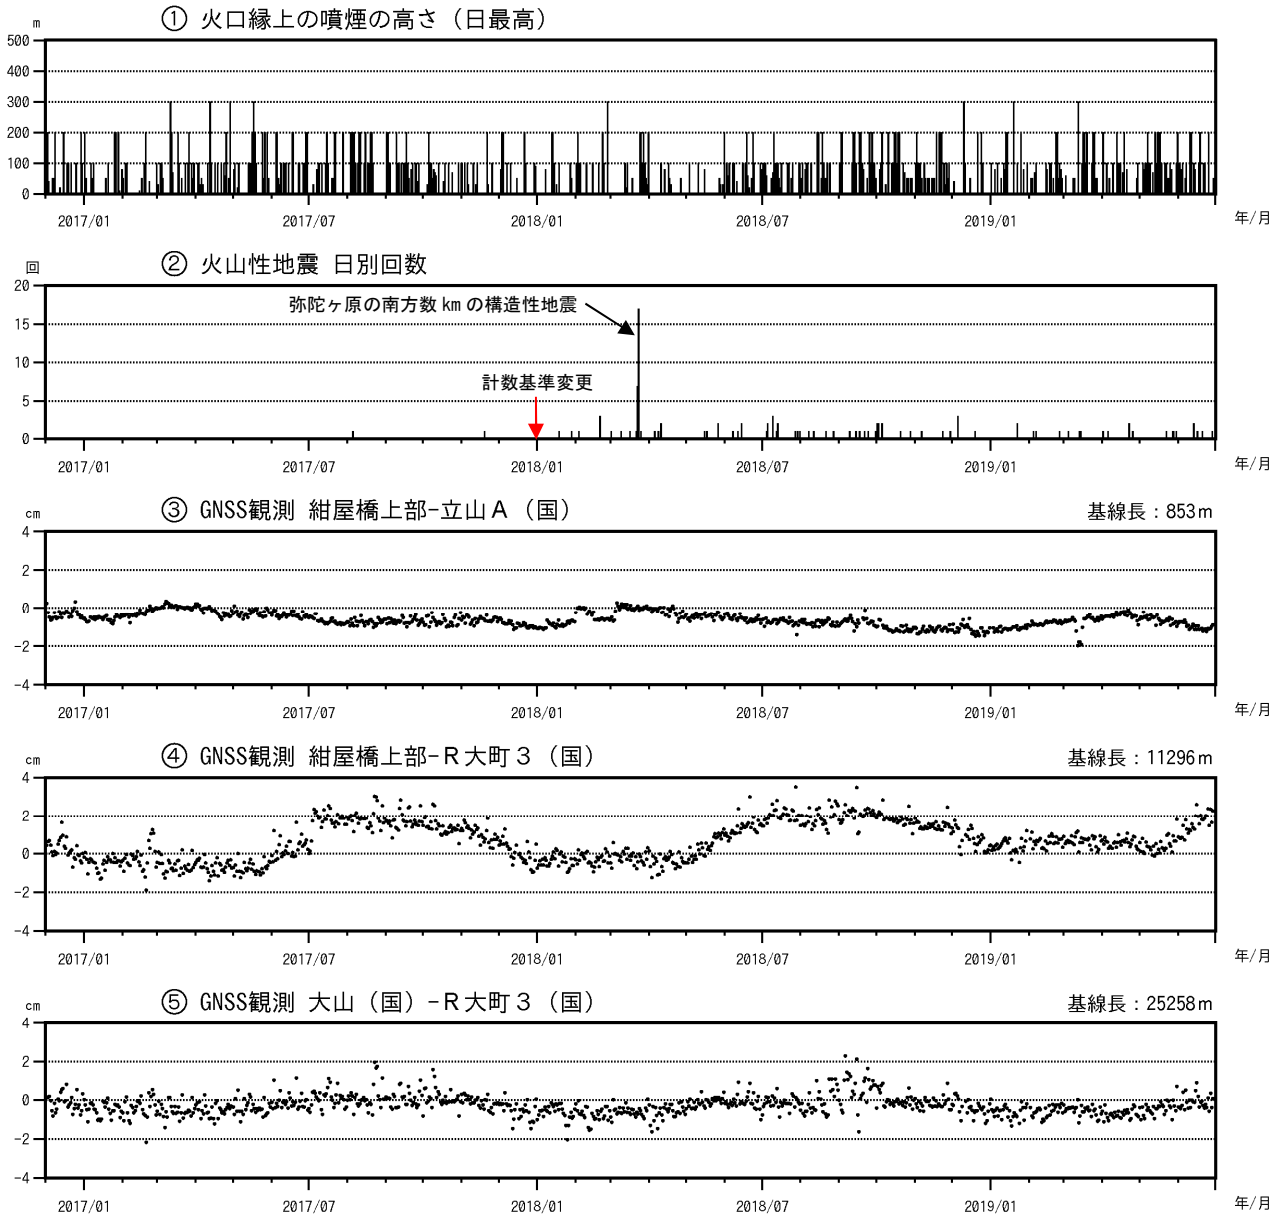 ① 火口縁上の噴煙の高さ（日最高）
m
500
400
300
200
100
0
2017/01 2017/07 2018/01 2018/07 2019/01 年/月
② 火山性地震 日別回数
回
20
15
10
5
0
弥陀ヶ原の南方数 km の構造性地震
計数基準変更
2017/01 2017/07 2018/01 2018/07 2019/01 年/月
③ GNSS観測 紺屋橋上部-立山A（国） 基線長：853m
cm
4
2
0
-2
-4
2017/01 2017/07 2018/01 2018/07 2019/01 年/月
④ GNSS観測 紺屋橋上部-R大町3（国） 基線長：11296m
cm
4
2
0
-2
-4
2017/01 2017/07 2018/01 2018/07 2019/01 年/月
⑤ GNSS観測 大山（国）-R大町3（国） 基線長：25258m
cm
4
2
0
-2
-4
2017/01 2017/07 2018/01 2018/07 2019/01 年/月